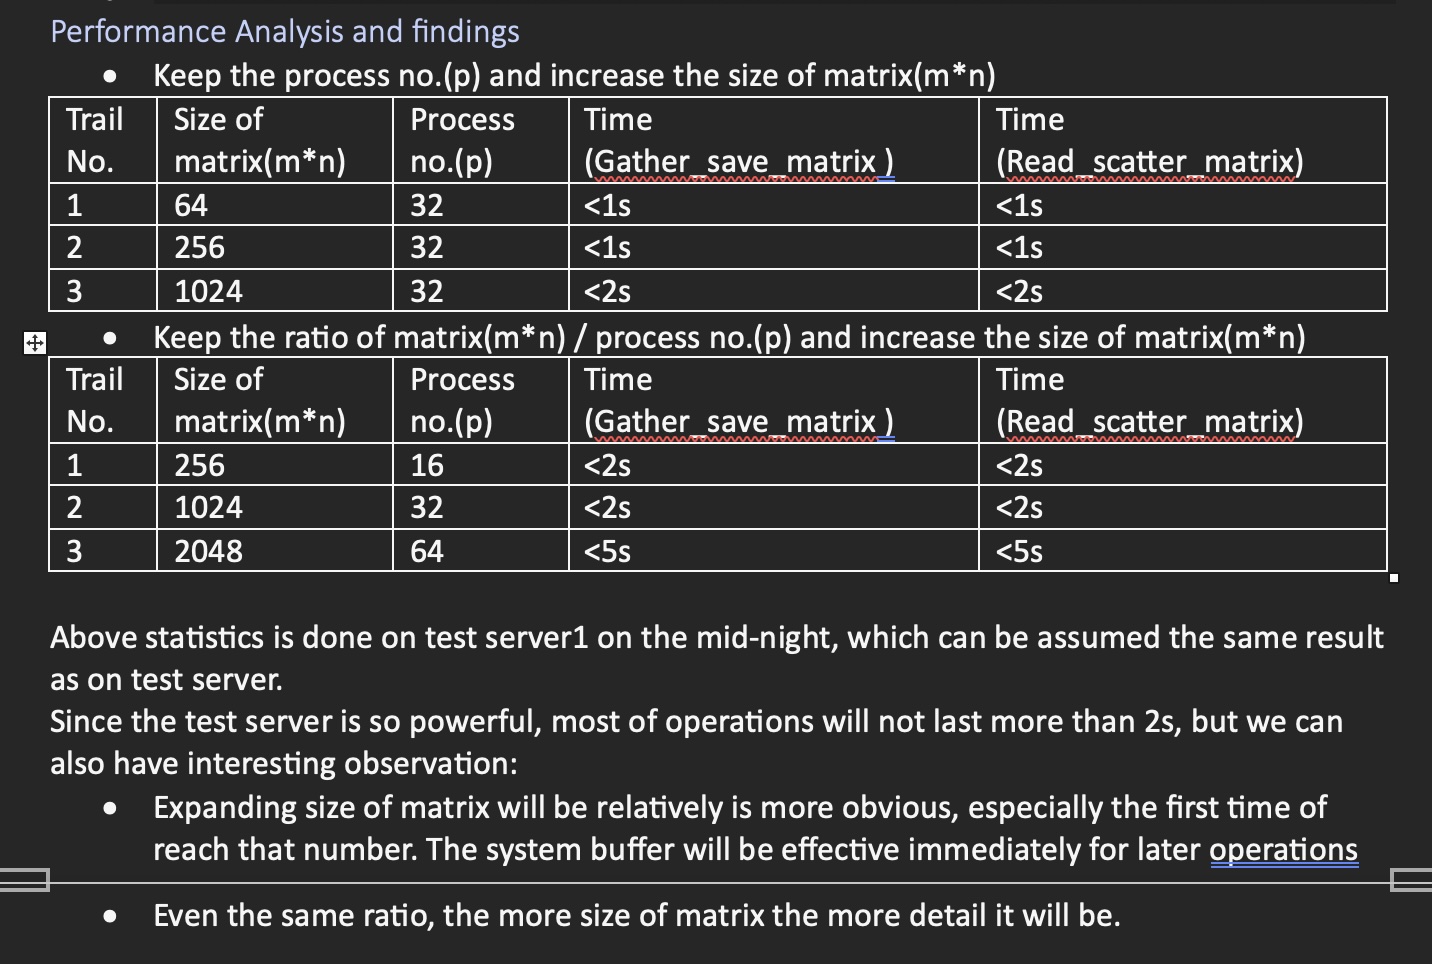 Performance Analysis and findings
• Keep the process no.(p) and increase the size of matrix(m*n)
Trail No. Size of matrix(m*n) Process no.(p) Time (Gather_save_matrix ) Time (Read_scatter_matrix)
1 64 32 <1s <1s
2 256 32 <1s <1s
3 1024 32 <2s <2s
• Keep the ratio of matrix(m*n) / process no.(p) and increase the size of matrix(m*n)
Trail No. Size of matrix(m*n) Process no.(p) Time (Gather_save_matrix ) Time (Read_scatter_matrix)
1 256 16 <2s <2s
2 1024 32 <2s <2s
3 2048 64 <5s <5s
Above statistics is done on test server1 on the mid-night, which can be assumed the same result
as on test server.
Since the test server is so powerful, most of operations will not last more than 2s, but we can
also have interesting observation:
• Expanding size of matrix will be relatively is more obvious, especially the first time of
reach that number. The system buffer will be effective immediately for later operations
• Even the same ratio, the more size of matrix the more detail it will be.